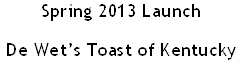 Spring 2013 Launch
De Wet's Toast of Kentucky